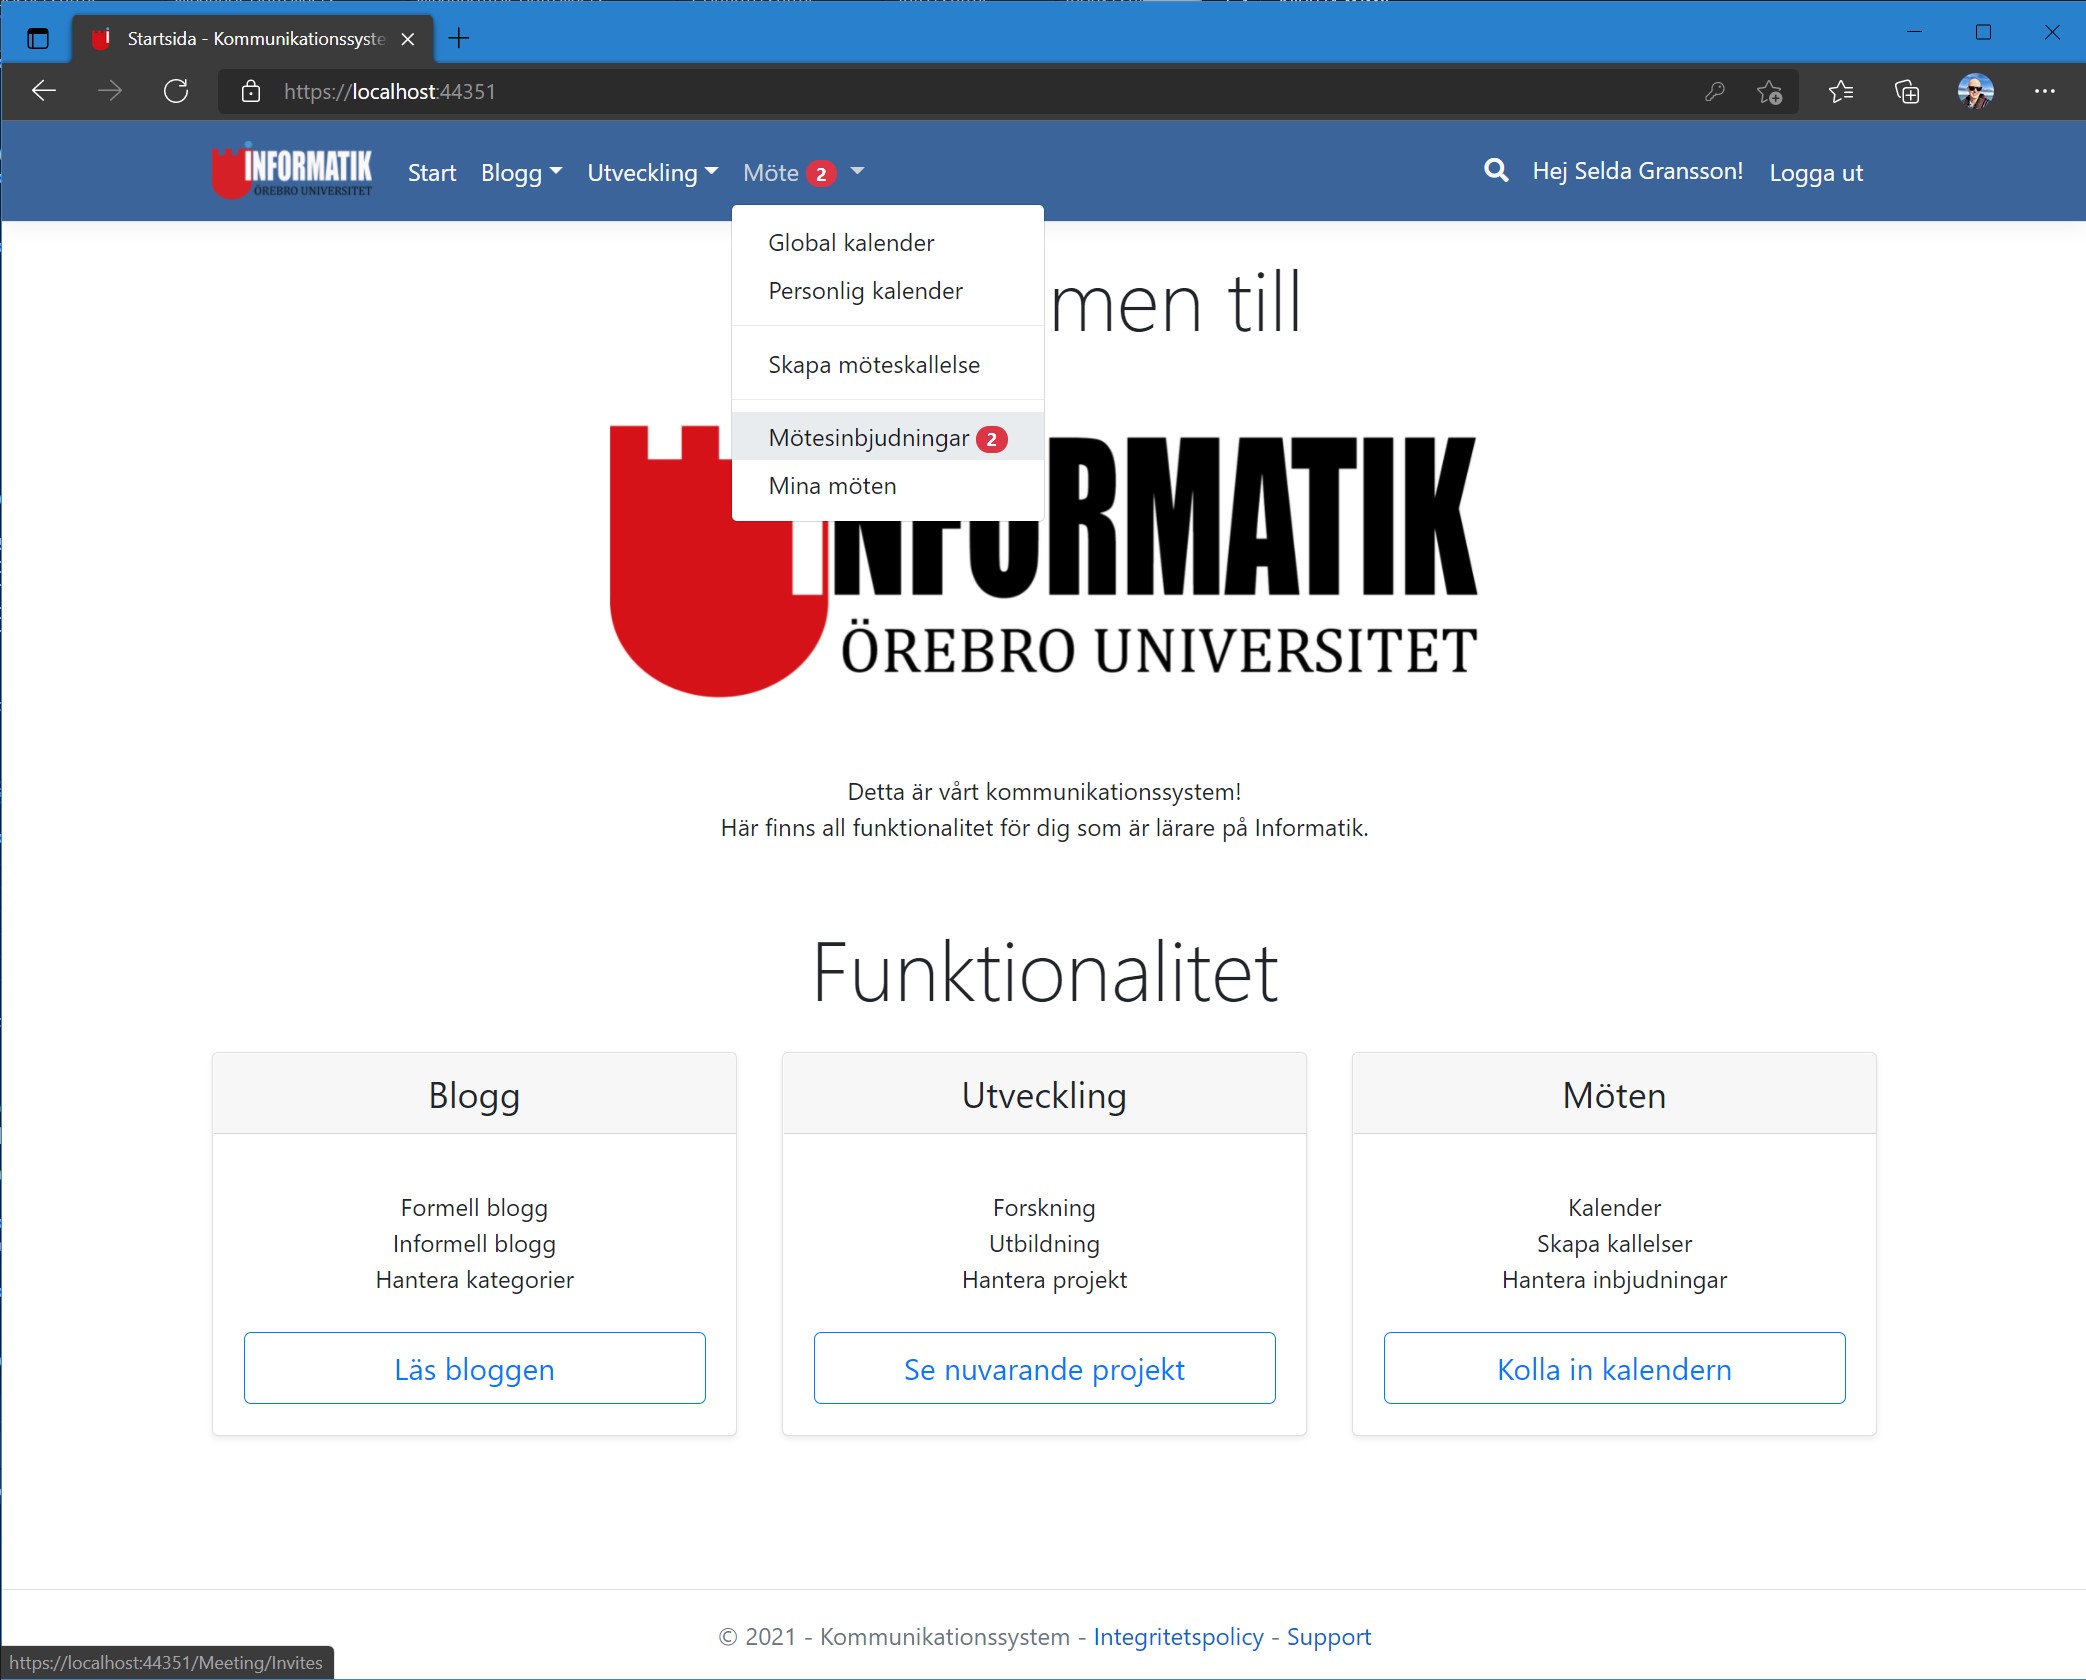 Startsida - Kommunikationssyste
https://localhost:44351
INFORMATIK
ÖREBRO UNIVERSITET
Start
Blogg
Utveckling
Möte 2
Hej Selda Gransson!
Logga ut
Global kalender
Personlig kalender
Skapa möteskallelse
Mötesinbjudningar 2
Mina möten
men till
INFORMATIK
ÖREBRO UNIVERSITET
Detta är vårt kommunikationssystem!
Här finns all funktionalitet för dig som är lärare på Informatik.
Funktionalitet
Blogg
Formell blogg
Informell blogg
Hantera kategorier
Läs bloggen
Utveckling
Forskning
Utbildning
Hantera projekt
Se nuvarande projekt
Möten
Kalender
Skapa kallelser
Hantera inbjudningar
Kolla in kalendern
© 2021 - Kommunikationssystem - Integritetspolicy - Support
https://localhost:44351/Meeting/Invites